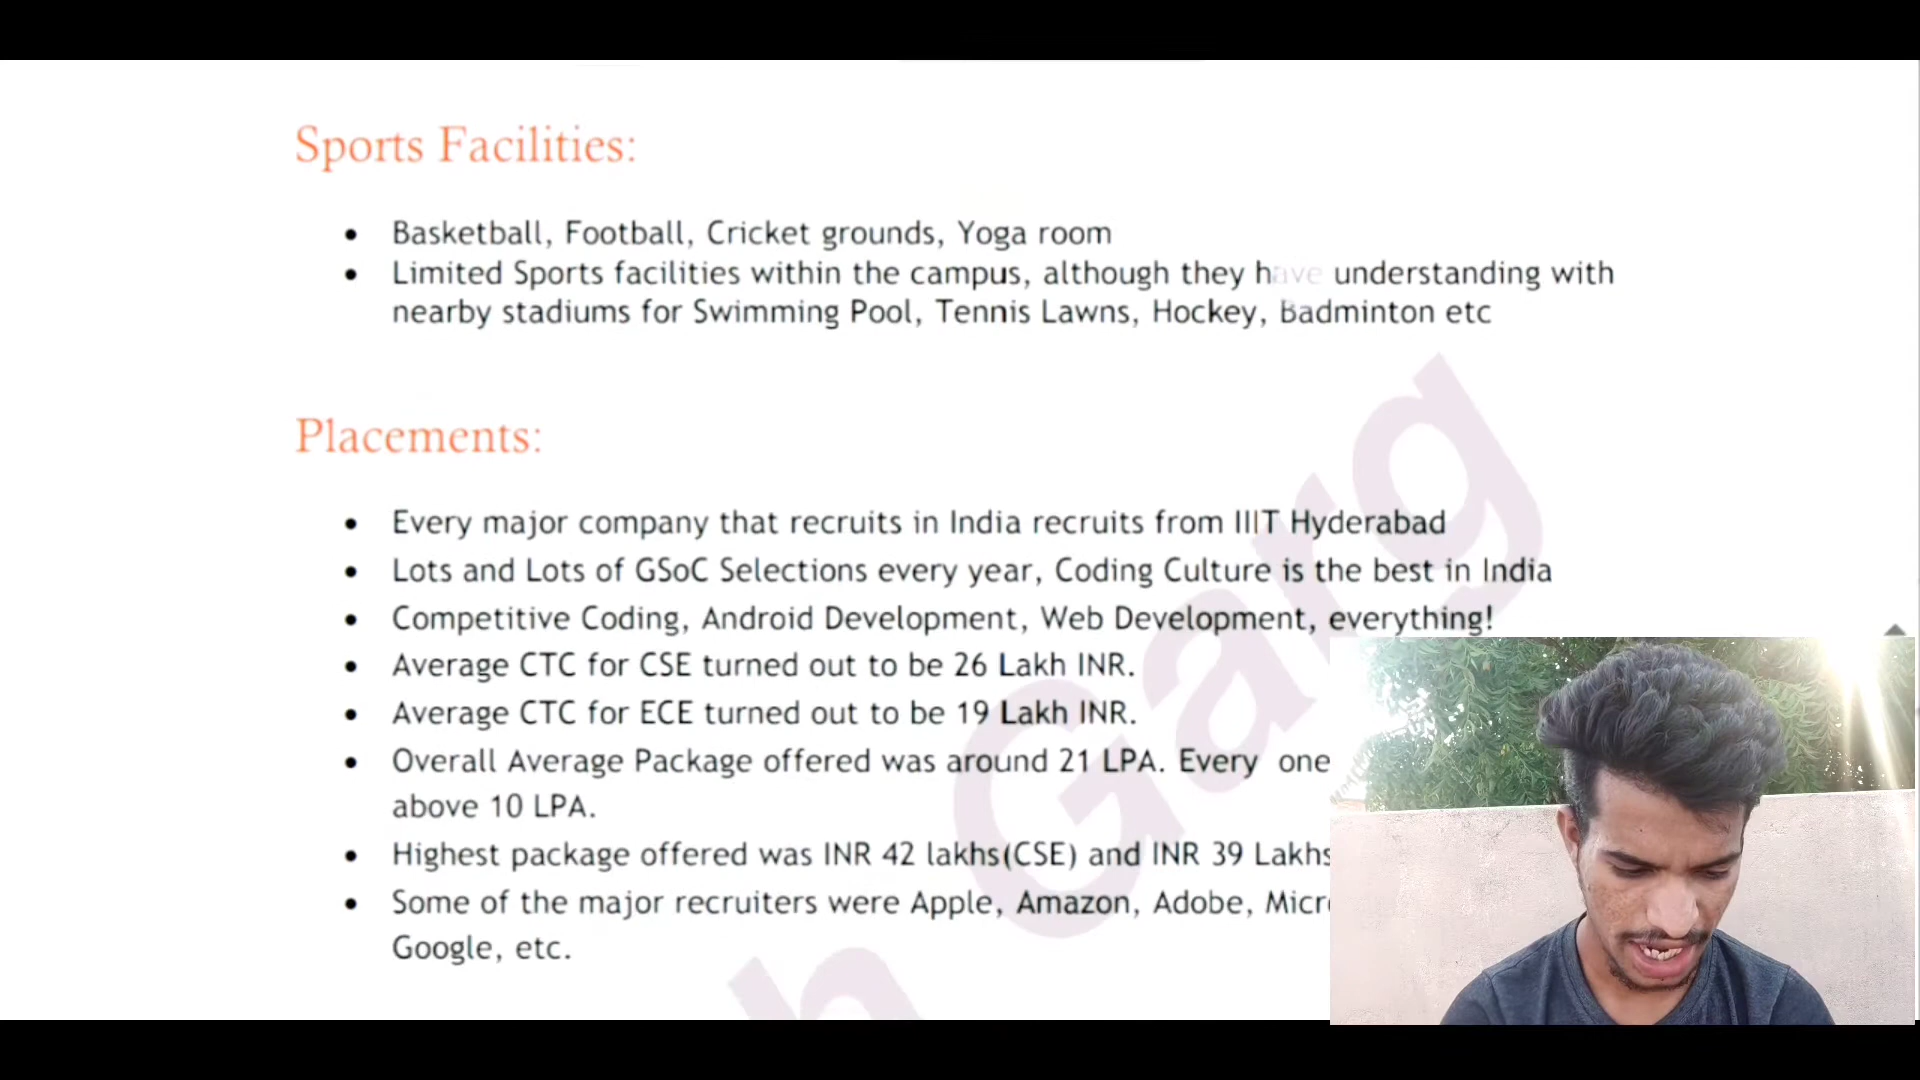 Sports Facilities:
• Basketball, Football, Cricket grounds, Yoga room
• Limited Sports facilities within the campus, although they have understanding with
nearby stadiums for Swimming Pool, Tennis Lawns, Hockey, Badminton etc
Placements:
• Every major company that recruits in India recruits from IIIT Hyderabad
• Lots and Lots of GSoC Selections every year, Coding Culture is the best in India
• Competitive Coding, Android Development, Web Development, everything!
• Average CTC for CSE turned out to be 26 Lakh INR.
• Average CTC for ECE turned out to be 19 Lakh INR.
• Overall Average Package offered was around 21 LPA. Every one
above 10 LPA.
• Highest package offered was INR 42 lakhs(CSE) and INR 39 Lakhs
• Some of the major recruiters were Apple, Amazon, Adobe,
Google, etc.
h Garg